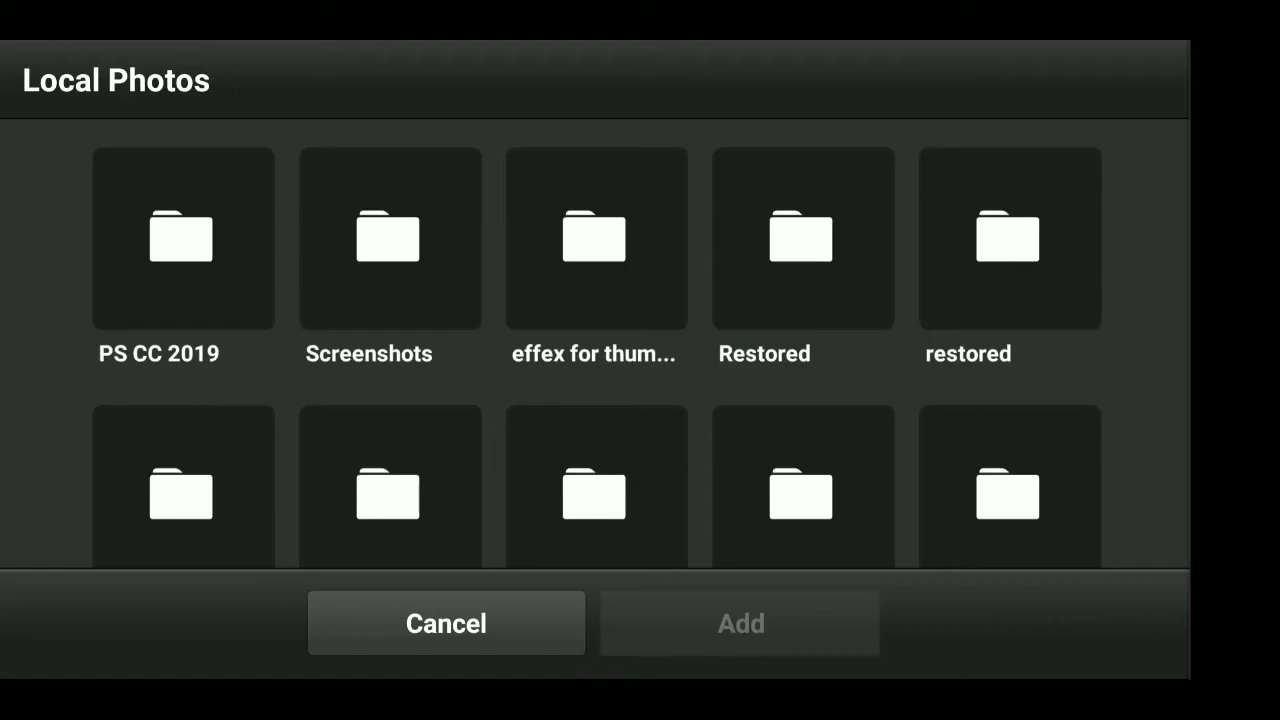 Local Photos
PS CC 2019
Screenshots
effex for thum...
Restored
restored
Cancel
Add